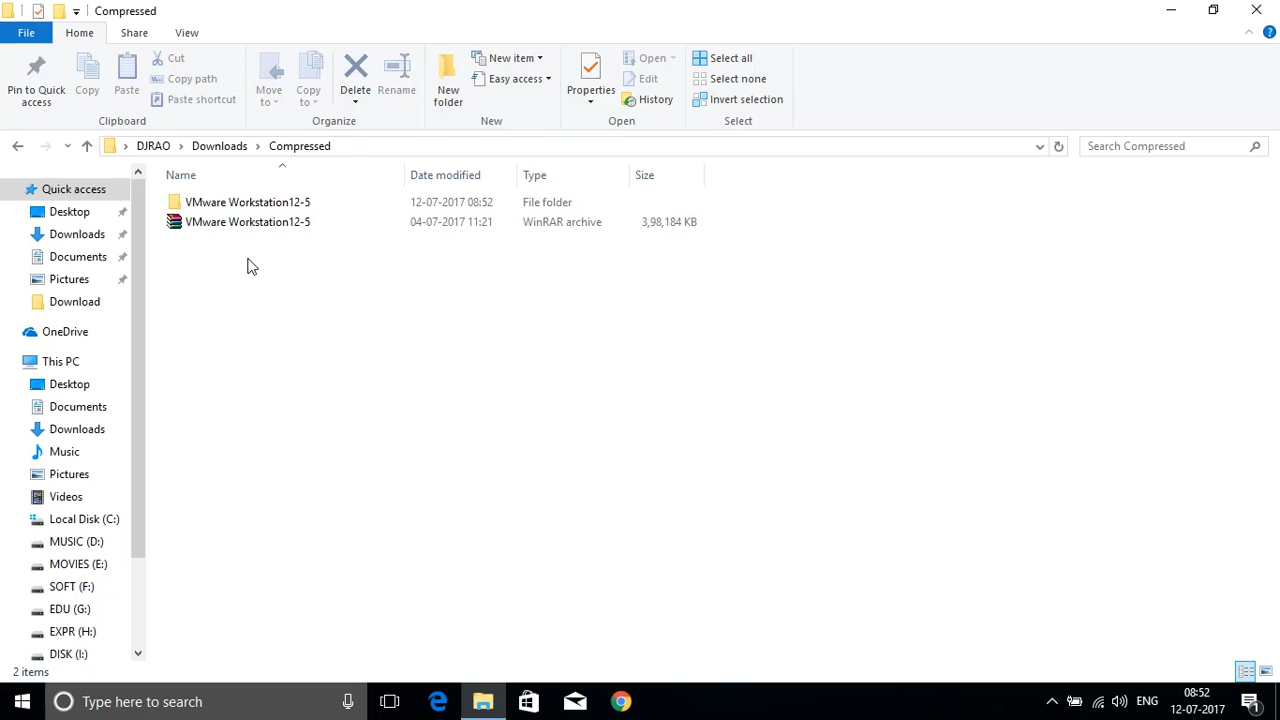 Compressed
File
Home
Share
View
Pin to Quick access
Copy
Paste
Cut
Copy path
Paste shortcut
Clipboard
Move to
Copy to
Delete
Rename
Organize
New folder
New item
Easy access
New
Properties
Open
Edit
History
Open
Select all
Select none
Invert selection
Select
DJRAO
Downloads
Compressed
Search Compressed
Name
Date modified
Type
Size
VMware Workstation12-5 12-07-2017 08:52 File folder
VMware Workstation12-5 04-07-2017 11:21 WinRAR archive 3,98,184 KB
Quick access
Desktop
Downloads
Documents
Pictures
Download
OneDrive
This PC
Desktop
Documents
Downloads
Music
Pictures
Videos
Local Disk (C:)
MUSIC (D:)
MOVIES (E:)
SOFT (F:)
EDU (G:)
EXPR (H:)
DISK (I:)
2 items
Type here to search
ENG
08:52
12-07-2017
1